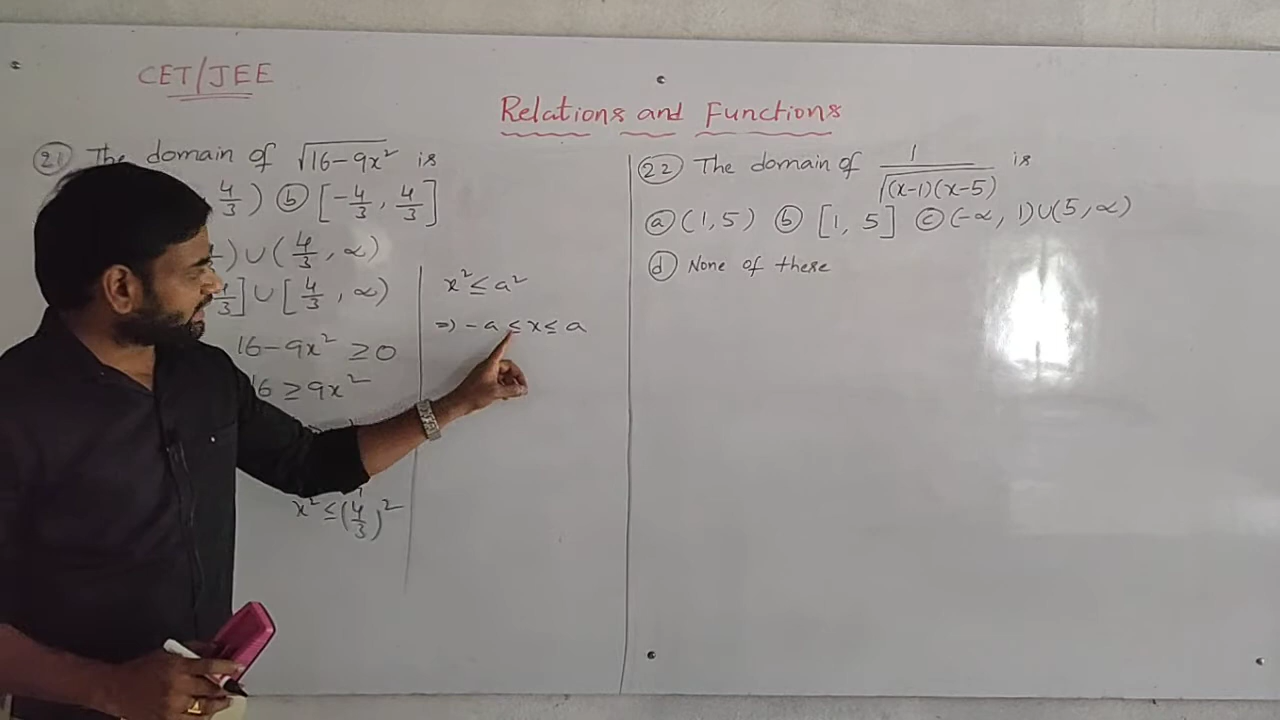 CET/JEE
Relations and Functions
(21) The domain of √16-9x² is
4/3) (b) [-4/3, 4/3]
) ∪ (4/3, ∝)
] ∪ [4/3, ∝)
16-9x² ≥ 0
16 ≥ 9x²
x² ≤ (4/3)²
x² ≤ a²
⇒) -a ≤ x ≤ a
(22) The domain of 1/√(x-1)(x-5) is
(a) (1, 5) (b) [1, 5] (c) (-∝, 1)∪(5, ∝)
(d) None of these